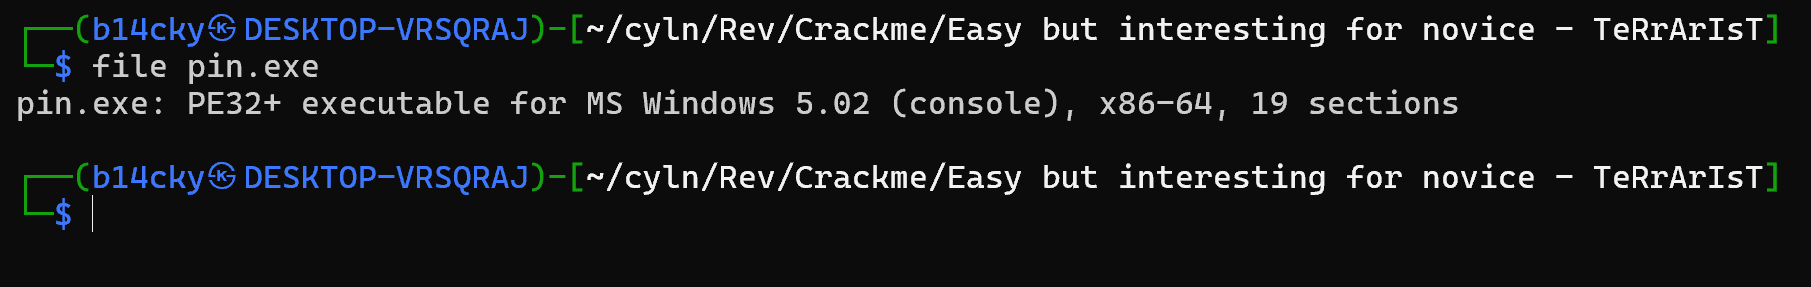 ┌──(b14cky㉿DESKTOP-VRSQRAJ)-[~/cyln/Rev/Crackme/Easy but interesting for novice - TeRrArIsT]
└─$ file pin.exe
pin.exe: PE32+ executable for MS Windows 5.02 (console), x86-64, 19 sections
┌──(b14cky㉿DESKTOP-VRSQRAJ)-[~/cyln/Rev/Crackme/Easy but interesting for novice - TeRrArIsT]
└─$